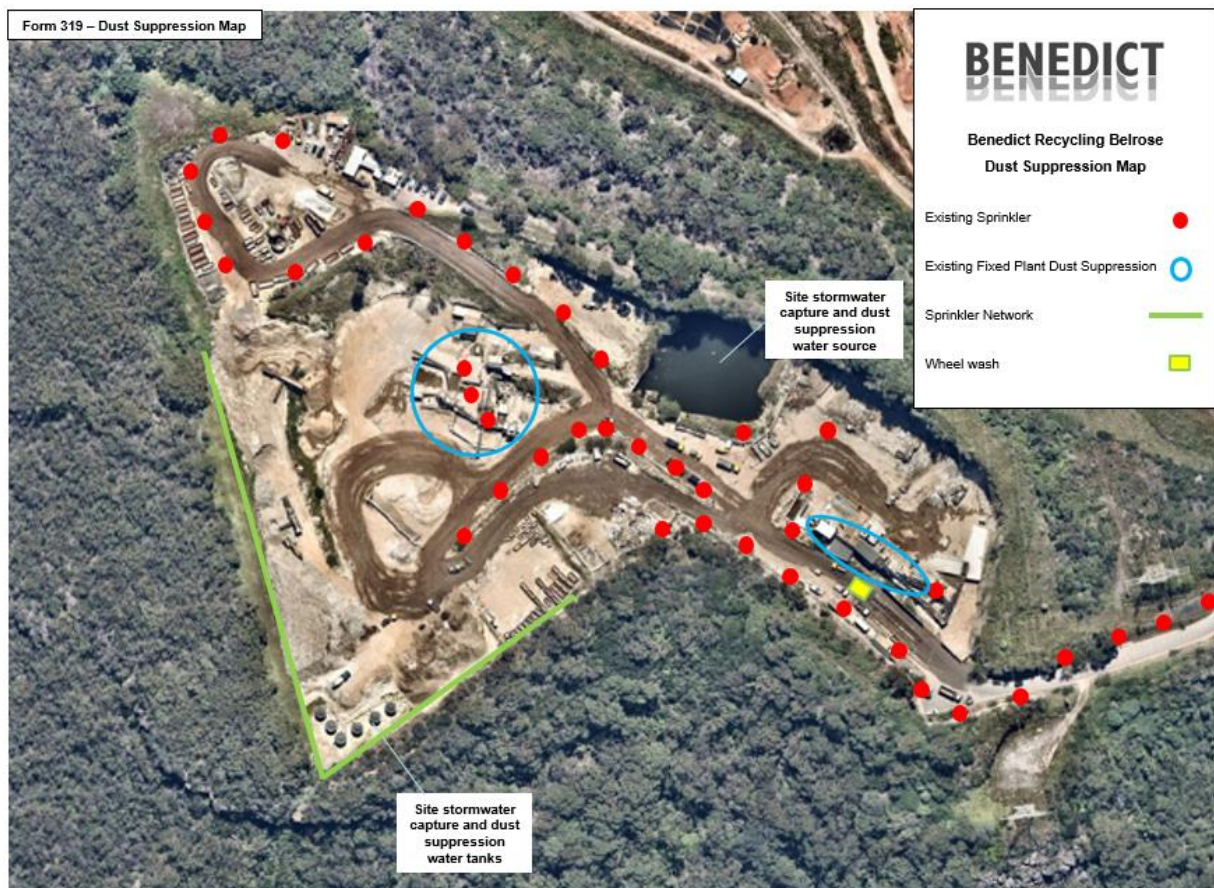 Form 319 – Dust Suppression Map
BENEDICT
Benedict Recycling Belrose
Dust Suppression Map
Existing Sprinkler
Existing Fixed Plant Dust Suppression
Sprinkler Network
Wheel wash
Site stormwater
capture and dust
suppression
water source
Site stormwater
capture and dust
suppression
water tanks